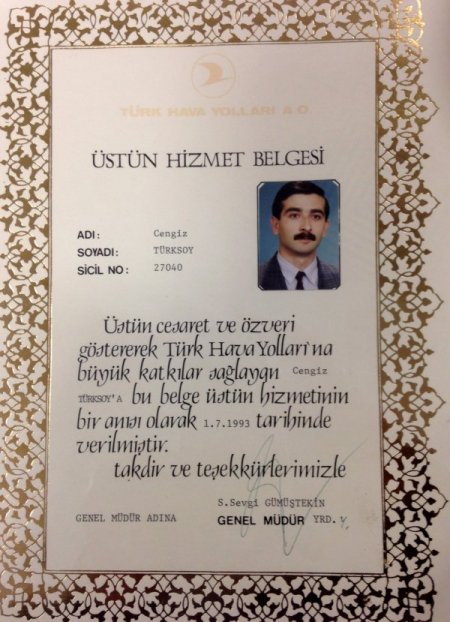 TÜRK HAVA YOLLARI A.O.
ÜSTÜN HİZMET BELGESİ
ADI: Cengiz
SOYADI: TÜRKSOY
SİCİL NO: 27040
Üstün cesaret ve özveri
göstererek Türk Hava Yolları'na
büyük katkılar sağlayan Cengiz
TÜRKSOY'A bu belge üstün hizmetinin
bir anısı olarak 1.7.1993 tarihinde
verilmiştir.
takdir ve teşekkürlerimizle
S.Sevgi GÜMÜŞTEKİN
GENEL MÜDÜR ADINA GENEL MÜDÜR YRD.